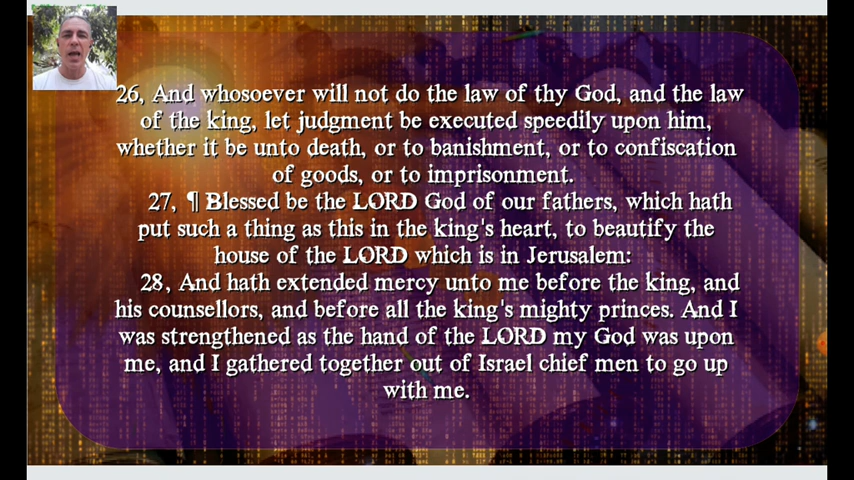 26, And whosoever will not do the law of thy God, and the law
of the king, let judgment be executed speedily upon him,
whether it be unto death, or to banishment, or to confiscation
of goods, or to imprisonment.
27, ¶ Blessed be the LORD God of our fathers, which hath
put such a thing as this in the king's heart, to beautify the
house of the LORD which is in Jerusalem:
28, And hath extended mercy unto me before the king, and
his counsellors, and before all the king's mighty princes. And I
was strengthened as the hand of the LORD my God was upon
me, and I gathered together out of Israel chief men to go up
with me.